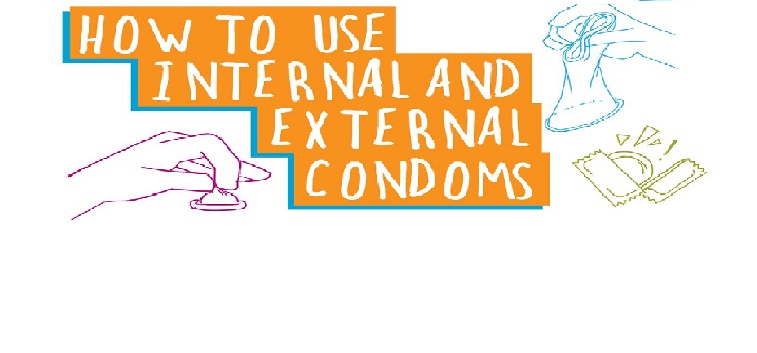 HOW TO USE
INTERNAL AND
EXTERNAL
CONDOMS